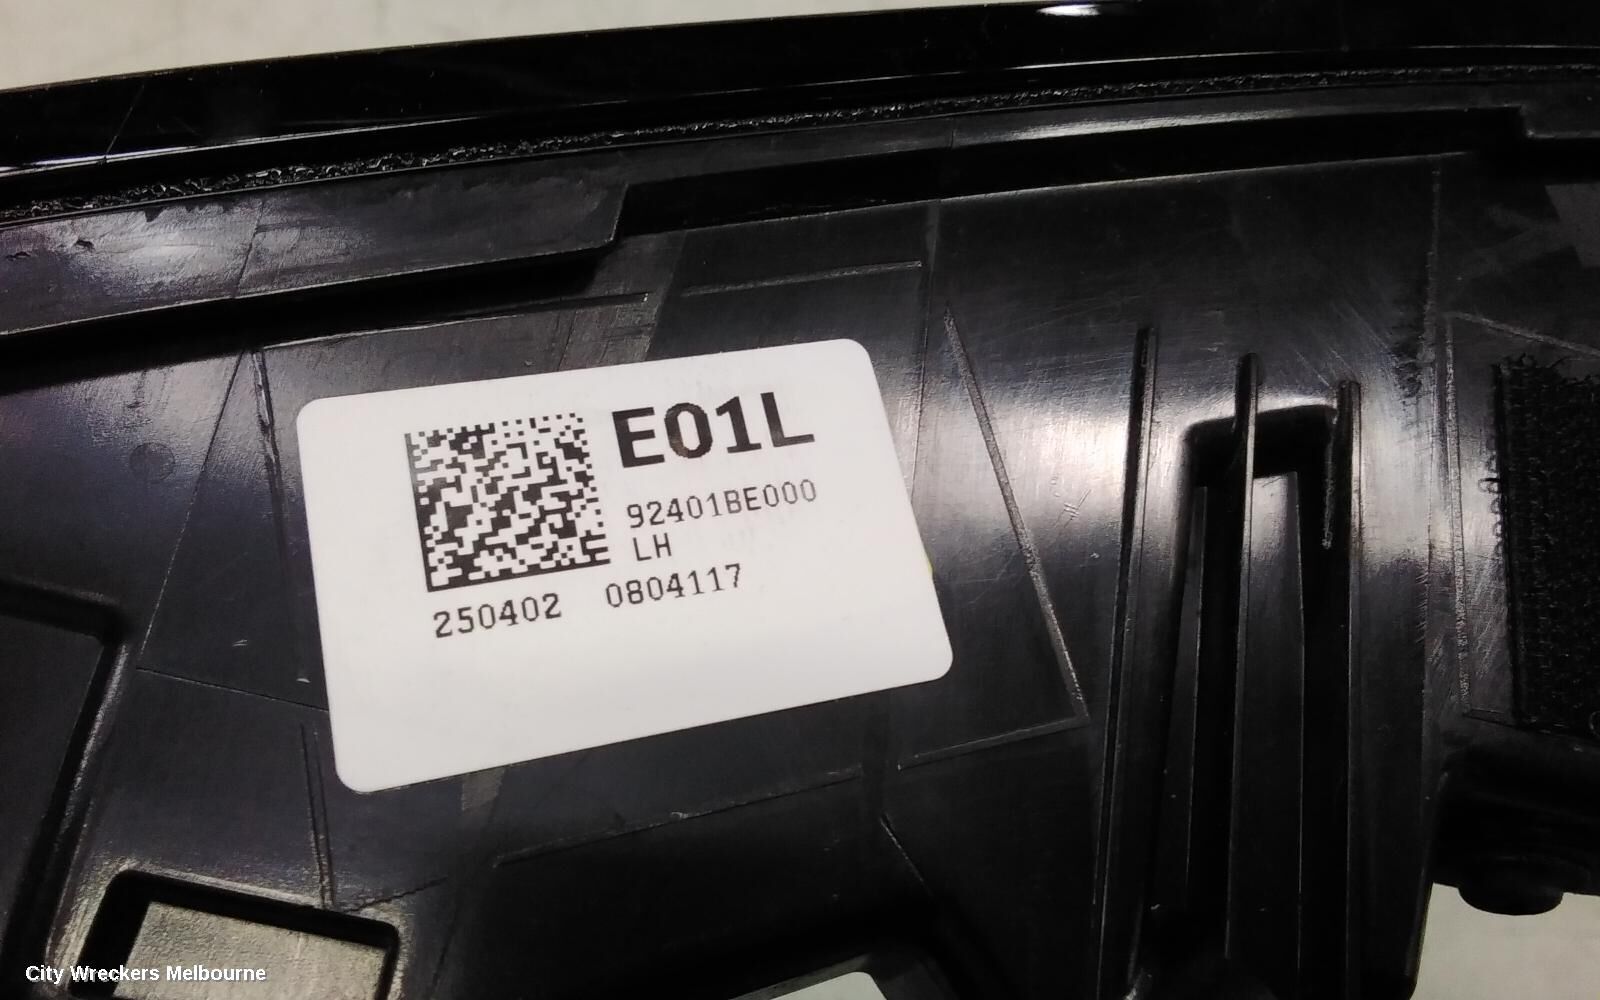 E01L
92401BE000
LH
250402 0804117
City Wreckers Melbourne